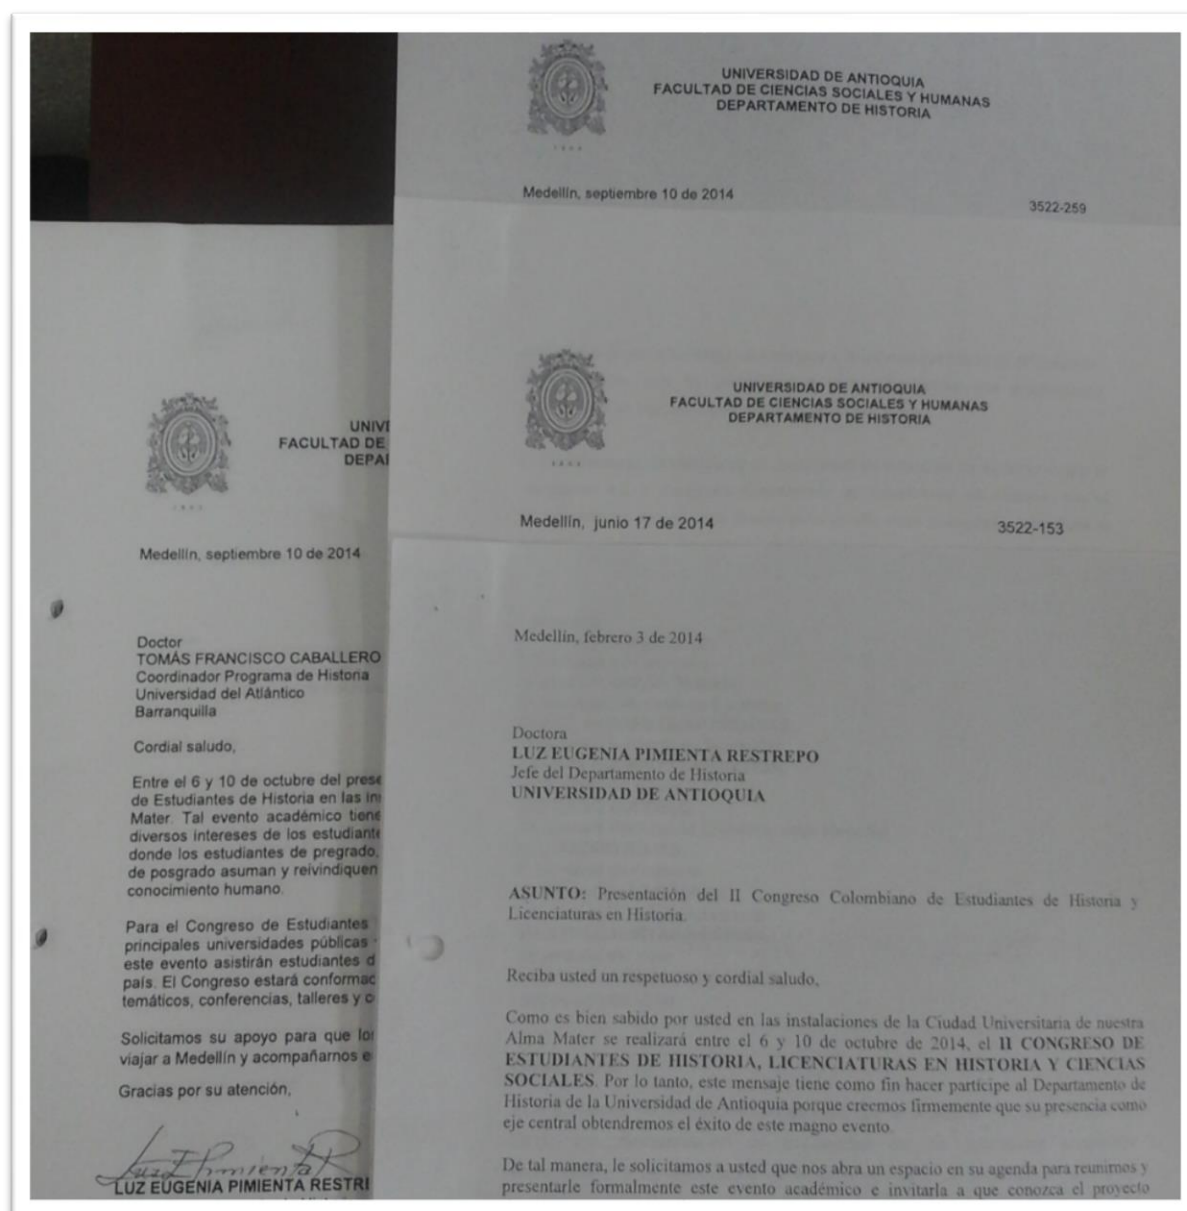 UNIVERSIDAD DE ANTIOQUIA
FACULTAD DE CIENCIAS SOCIALES Y HUMANAS
DEPARTAMENTO DE HISTORIA
Medellín, septiembre 10 de 2014
3522-259
UNIVERSIDAD DE ANTIOQUIA
FACULTAD DE CIENCIAS SOCIALES Y HUMANAS
DEPARTAMENTO DE HISTORIA
Medellín, junio 17 de 2014
3522-153
UNIVE
FACULTAD DE
DEPA
Medellín, septiembre 10 de 2014
Doctor
TOMÁS FRANCISCO CABALLERO
Coordinador Programa de Historia
Universidad del Atlántico
Barranquilla
Cordial saludo,
Entre el 6 y 10 de octubre del prese
de Estudiantes de Historia en las in
Mater. Tal evento académico tiene
diversos intereses de los estudiante
donde los estudiantes de pregrado,
de posgrado asuman y reivindiquen
conocimiento humano.
Para el Congreso de Estudiantes
principales universidades públicas
este evento asistirán estudiantes d
país. El Congreso estará conformac
temáticos, conferencias, talleres y o
Solicitamos su apoyo para que los
viajar a Medellín y acompañarnos e
Gracias por su atención,
Luz E Pimienta R
LUZ EUGENIA PIMIENTA RESTRI
Medellín, febrero 3 de 2014
Doctora
LUZ EUGENIA PIMIENTA RESTREPO
Jefe del Departamento de Historia
UNIVERSIDAD DE ANTIOQUIA
ASUNTO: Presentación del II Congreso Colombiano de Estudiantes de Historia y
Licenciaturas en Historia.
Reciba usted un respetuoso y cordial saludo,
Como es bien sabido por usted en las instalaciones de la Ciudad Universitaria de nuestra
Alma Mater se realizará entre el 6 y 10 de octubre de 2014, el II CONGRESO DE
ESTUDIANTES DE HISTORIA, LICENCIATURAS EN HISTORIA Y CIENCIAS
SOCIALES. Por lo tanto, este mensaje tiene como fin hacer partícipe al Departamento de
Historia de la Universidad de Antioquia porque creemos firmemente que su presencia como
eje central obtendremos el éxito de este magno evento.
De tal manera, le solicitamos a usted que nos abra un espacio en su agenda para reunirnos y
presentarle formalmente este evento académico e invitarla a que conozca el proyecto